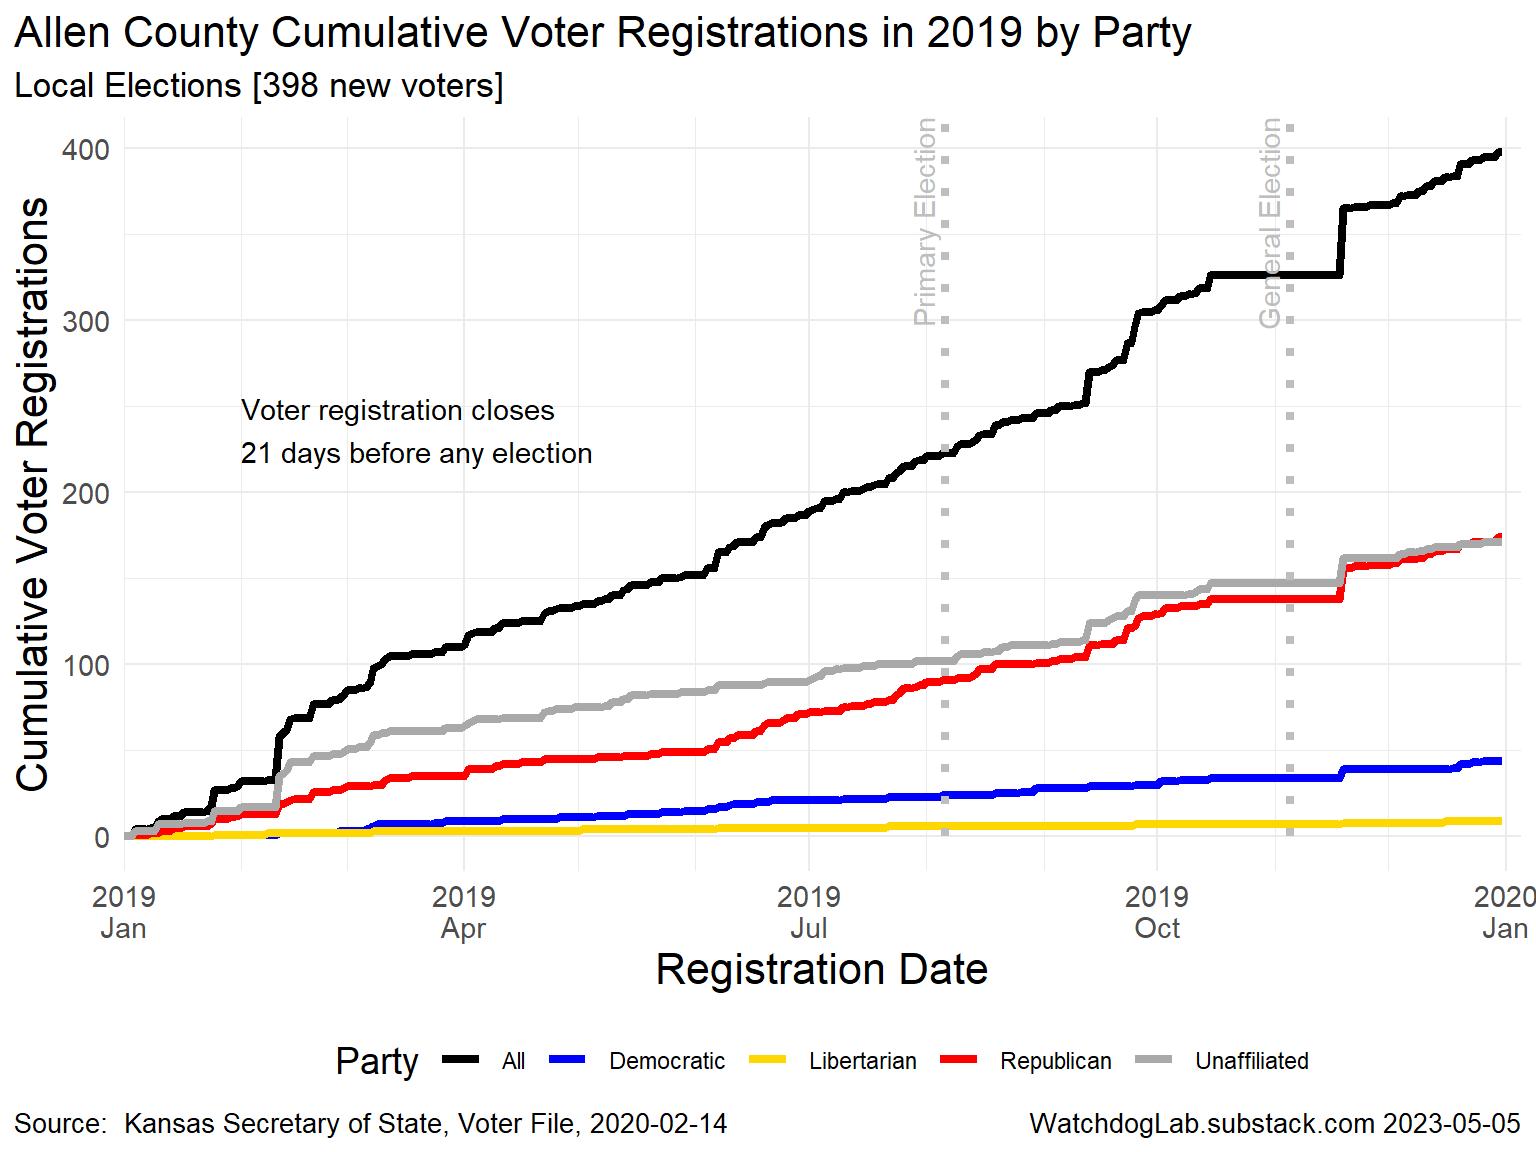 Allen County Cumulative Voter Registrations in 2019 by Party
Local Elections [398 new voters]
Cumulative Voter Registrations
400
300
200
100
0
Primary Election
General Election
Voter registration closes
21 days before any election
2019 2019 2019 2019 2020
Jan Apr Jul Oct Jan
Registration Date
Party All Democratic Libertarian Republican Unaffiliated
Source:  Kansas Secretary of State, Voter File, 2020-02-14
WatchdogLab.substack.com 2023-05-05